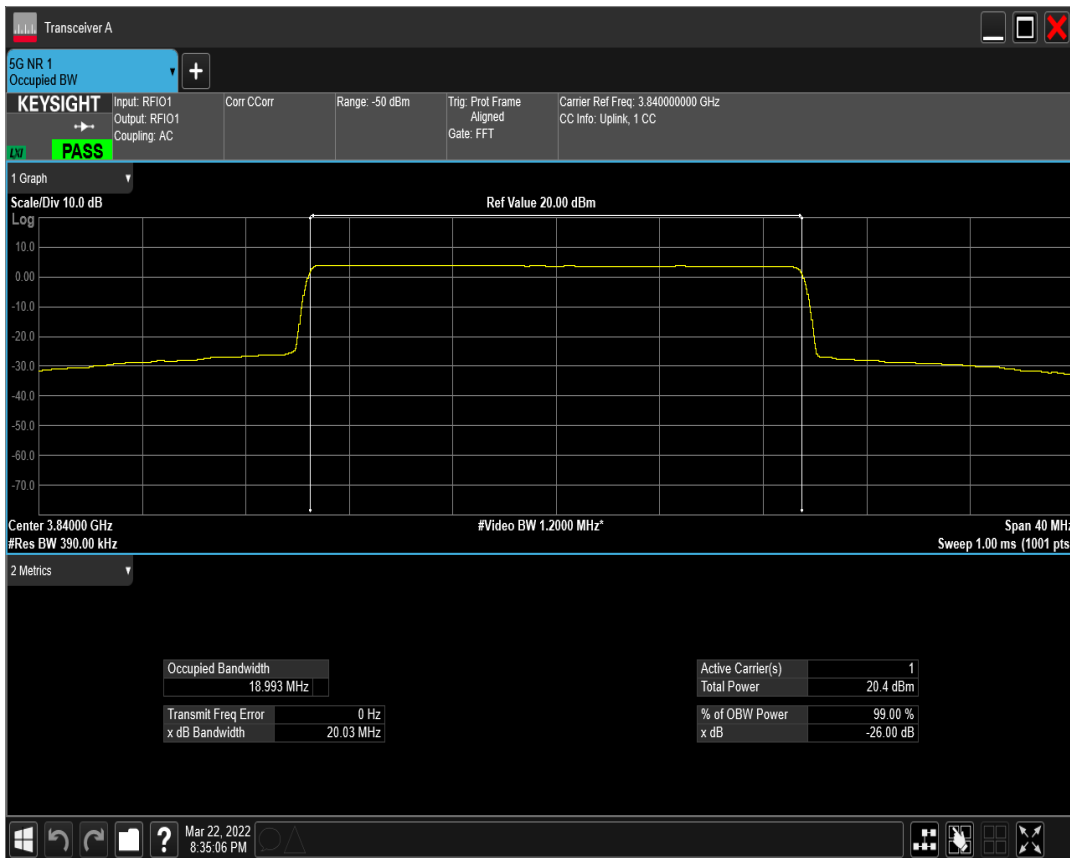 Transceiver A
5G NR 1
Occupied BW
+
KEYSIGHT
LXI
PASS
Input: RFIO1
Output: RFIO1
Coupling: AC
Corr CCorr
Range: -50 dBm
Trig: Prot Frame
Aligned
Gate: FFT
Carrier Ref Freq: 3.840000000 GHz
CC Info: Uplink, 1 CC
1 Graph
Scale/Div 10.0 dB
Ref Value 20.00 dBm
Log
10.0
0.00
-10.0
-20.0
-30.0
-40.0
-50.0
-60.0
-70.0
Center 3.84000 GHz
#Video BW 1.2000 MHz*
Span 40 MHz
#Res BW 390.00 kHz
Sweep 1.00 ms (1001 pts
2 Metrics
Occupied Bandwidth
18.993 MHz
Transmit Freq Error 0 Hz
x dB Bandwidth 20.03 MHz
Active Carrier(s) 1
Total Power 20.4 dBm
% of OBW Power 99.00 %
x dB -26.00 dB
?
Mar 22, 2022
8:35:06 PM